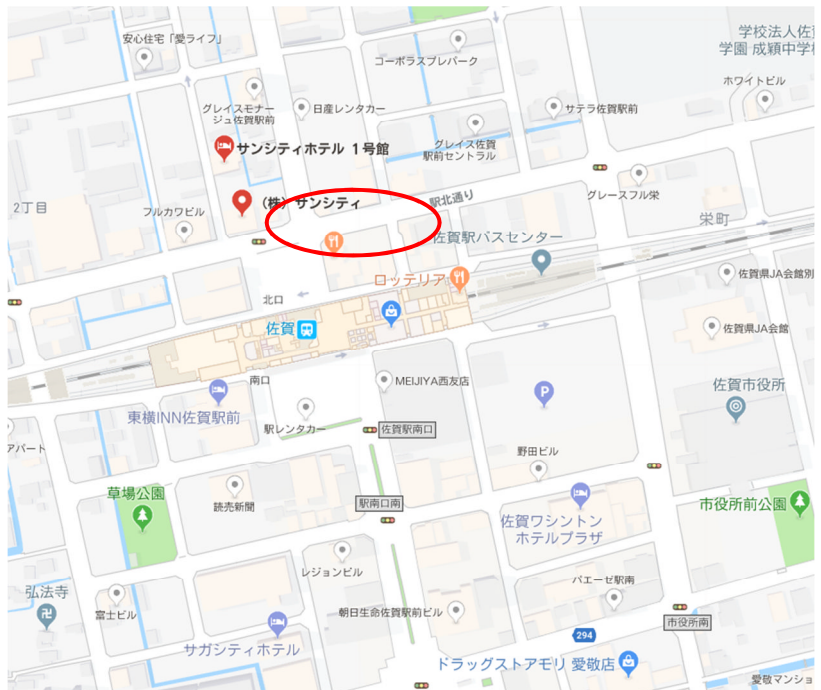 安心住宅「愛ライフ」
学校法人佐
学園 成穎中学
コーポラスプレパーク
ホワイトビル
グレイスモナー
ジュ佐賀駅前
日産レンタカー
サテラ佐賀駅前
サンシティホテル 1号館
グレイス佐賀
駅前セントラル
2丁目
フルカワビル
(株) サンシティ
駅北通り
グレースフル栄
栄町
佐賀駅バスセンター
ロッテリア
佐賀県JA会館別
北口
佐賀
佐賀県JA会館
南口
MEIJIYA西友店
P
佐賀市役所
東横INN佐賀駅前
駅レンタカー
佐賀駅南口
アパート
野田ビル
草場公園
読売新聞
駅南口南
市役所前公園
佐賀ワシントン
ホテルプラザ
レジョンビル
パエーゼ駅南
弘法寺
富士ビル
朝日生命佐賀駅前ビル
市役所南
294
サガシティホテル
ドラッグストアモリ 愛敬店
愛敬マンショ